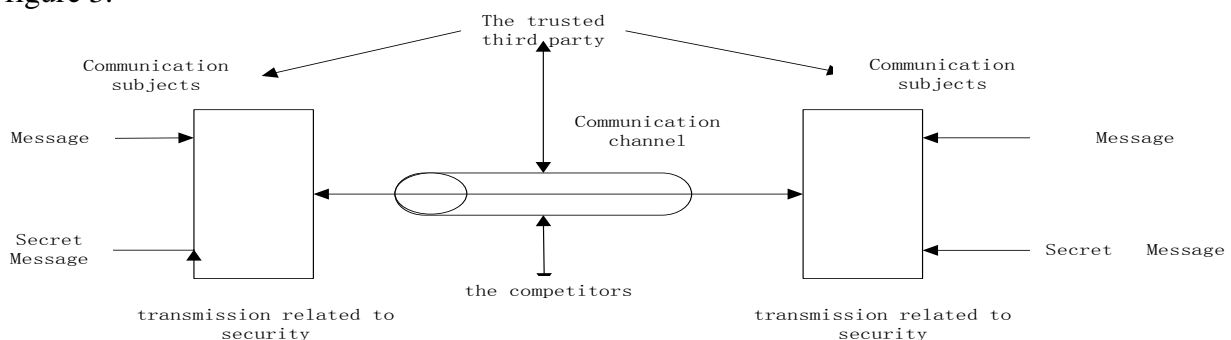 figure 3.
The trusted
third party
Communication
subjects
Communication
subjects
Message
Communication
channel
Message
Secret
Message
Secret Message
the competitors
transmission related to
security
transmission related to
security